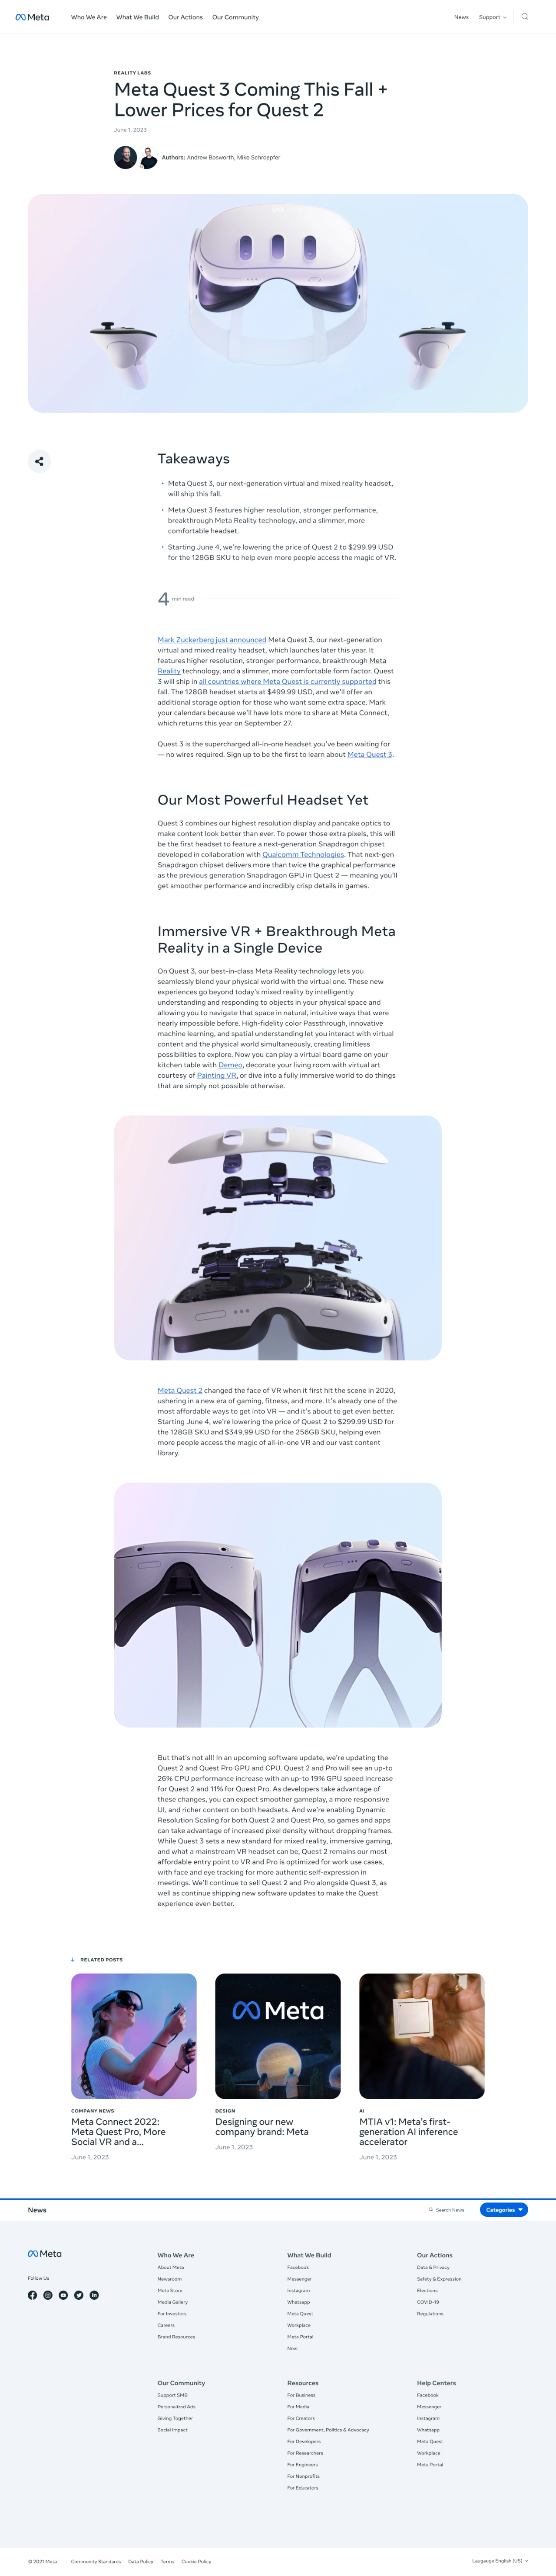 Meta
Who We Are
What We Build
Our Actions
Our Community
News
Support
REALITY LABS
Meta Quest 3 Coming This Fall +
Lower Prices for Quest 2
June 1, 2023
Authors: Andrew Bosworth, Mike Schroepfer
Takeaways
• Meta Quest 3, our next-generation virtual and mixed reality headset,
will ship this fall.
• Meta Quest 3 features higher resolution, stronger performance,
breakthrough Meta Reality technology, and a slimmer, more
comfortable headset.
• Starting June 4, we're lowering the price of Quest 2 to $299.99 USD
for the 128GB SKU to help even more people access the magic of VR.
4 min read
Mark Zuckerberg just announced Meta Quest 3, our next-generation
virtual and mixed reality headset, which launches later this year. It
features higher resolution, stronger performance, breakthrough Meta
Reality technology, and a slimmer, more comfortable form factor. Quest
3 will ship in all countries where Meta Quest is currently supported this
fall. The 128GB headset starts at $499.99 USD, and we'll offer an
additional storage option for those who want some extra space. Mark
your calendars because we'll have lots more to share at Meta Connect,
which returns this year on September 27.
Quest 3 is the supercharged all-in-one headset you've been waiting for
— no wires required. Sign up to be the first to learn about Meta Quest 3.
Our Most Powerful Headset Yet
Quest 3 combines our highest resolution display and pancake optics to
make content look better than ever. To power those extra pixels, this will
be the first headset to feature a next-generation Snapdragon chipset
developed in collaboration with Qualcomm Technologies. That next-gen
Snapdragon chipset delivers more than twice the graphical performance
as the previous generation Snapdragon GPU in Quest 2 — meaning you'll
get smoother performance and incredibly crisp details in games.
Immersive VR + Breakthrough Meta
Reality in a Single Device
On Quest 3, our best-in-class Meta Reality technology lets you
seamlessly blend your physical world with the virtual one. These new
experiences go beyond today's mixed reality by intelligently
understanding and responding to objects in your physical space and
allowing you to navigate that space in natural, intuitive ways that were
nearly impossible before. High-fidelity color Passthrough, innovative
machine learning, and spatial understanding let you interact with virtual
content and the physical world simultaneously, creating limitless
possibilities to explore. Now you can play a virtual board game on your
kitchen table with Demeo, decorate your living room with virtual art
courtesy of Painting VR, or dive into a fully immersive world to do things
that are simply not possible otherwise.
Meta Quest 2 changed the face of VR when it first hit the scene in 2020,
ushering in a new era of gaming, fitness, and more. It's already one of the
most affordable ways to get into VR — and it's about to get even better.
Starting June 4, we're lowering the price of Quest 2 to $299.99 USD for
the 128GB SKU and $349.99 USD for the 256GB SKU, helping even
more people access the magic of all-in-one VR and our vast content
library.
But that's not all! In an upcoming software update, we're updating the
Quest 2 and Quest Pro GPU and CPU. Quest 2 and Pro will see an up-to
26% CPU performance increase with an up-to 19% GPU speed increase
for Quest 2 and 11% for Quest Pro. As developers take advantage of
these changes, you can expect smoother gameplay, a more responsive
UI, and richer content on both headsets. And we're enabling Dynamic
Resolution Scaling for both Quest 2 and Quest Pro, so games and apps
can take advantage of increased pixel density without dropping frames.
While Quest 3 sets a new standard for mixed reality, immersive gaming,
and what a mainstream VR headset can be, Quest 2 remains our most
affordable entry point to VR and Pro is optimized for work use cases,
with face and eye tracking for more authentic self-expression in
meetings. We'll continue to sell Quest 2 and Pro alongside Quest 3, as
well as continue shipping new software updates to make the Quest
experience even better.
RELATED POSTS
Meta
COMPANY NEWS
Meta Connect 2022:
Meta Quest Pro, More
Social VR and a...
June 1, 2023
DESIGN
Designing our new
company brand: Meta
June 1, 2023
AI
MTIA v1: Meta's first-
generation AI inference
accelerator
June 1, 2023
News
Search News
Categories
Meta
Follow Us
Who We Are
About Meta
Newsroom
Meta Store
Media Gallery
For Investors
Careers
Brand Resources
What We Build
Facebook
Messenger
Instagram
Whatsapp
Meta Quest
Workplace
Meta Portal
Novi
Our Actions
Data & Privacy
Safety & Expression
Elections
COVID-19
Regulations
Our Community
Support SMB
Personalised Ads
Giving Together
Social Impact
Resources
For Business
For Media
For Creators
For Government, Politics & Advocacy
For Developers
For Researchers
For Engineers
For Nonprofits
For Educators
Help Centers
Facebook
Messenger
Instagram
Whatsapp
Meta Quest
Workplace
Meta Portal
© 2021 Meta
Community Standards
Data Policy
Terms
Cookie Policy
Laugauge English (US)